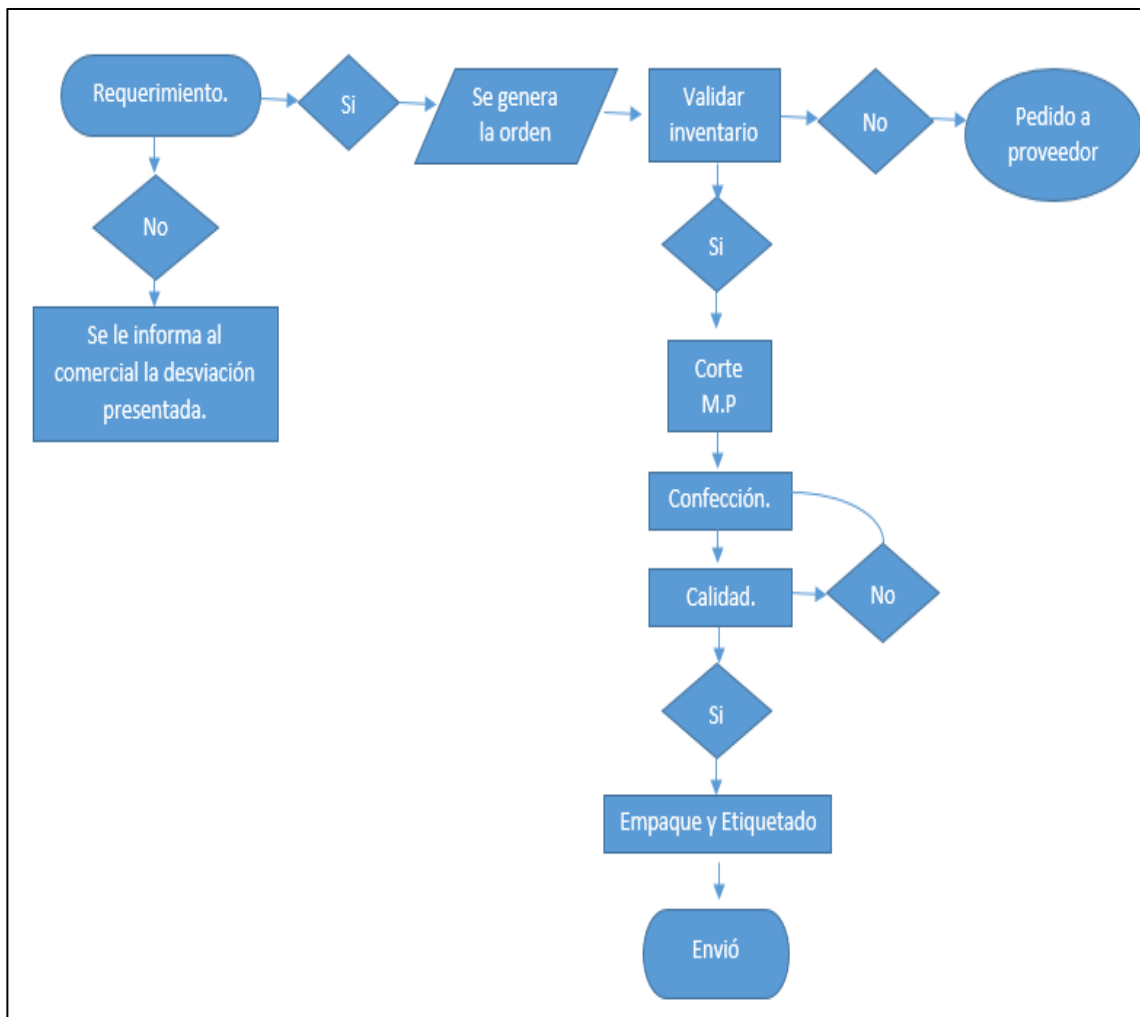 Requerimiento.
Si
Se genera
la orden
Validar
inventario
No
Pedido a
proveedor
No
Si
Se le informa al
comercial la desviación
presentada.
Corte
M.P
Confección.
Calidad.
No
Si
Empaque y Etiquetado
Envió